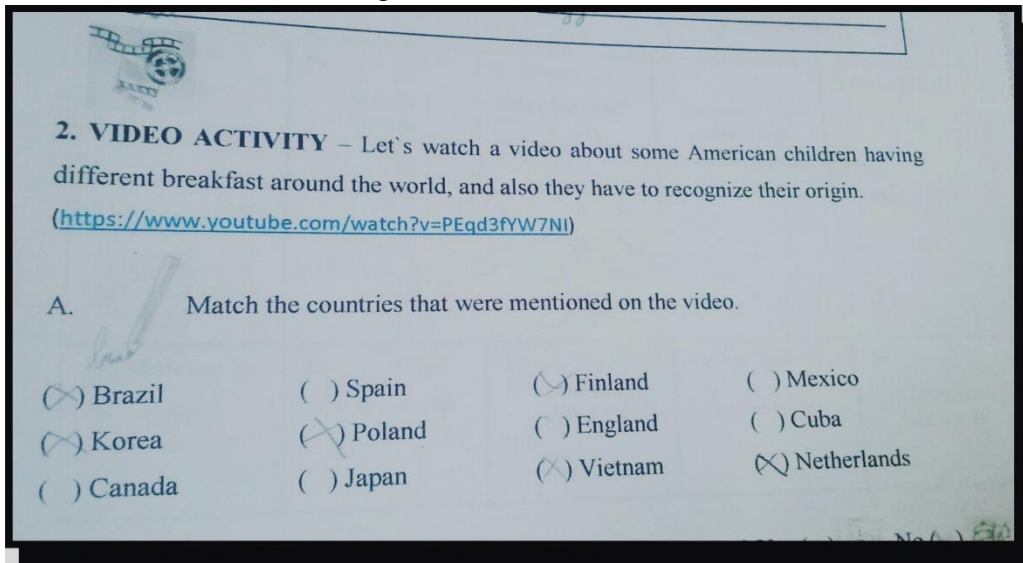 2. VIDEO ACTIVITY – Let`s watch a video about some American children having
different breakfast around the world, and also they have to recognize their origin.
(https://www.youtube.com/watch?v=PEqd3fYW7NI)
A. Match the countries that were mentioned on the video.
(X) Brazil ( ) Spain (X) Finland ( ) Mexico
(X) Korea (X) Poland ( ) England ( ) Cuba
( ) Canada ( ) Japan (X) Vietnam (X) Netherlands